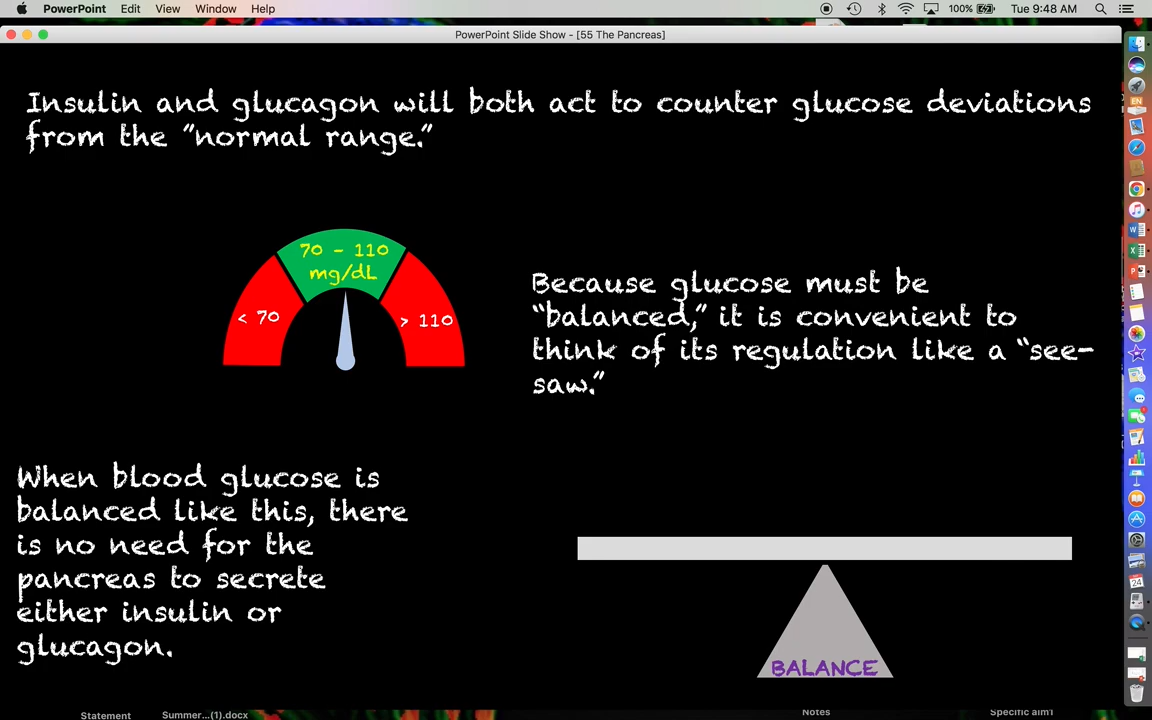 PowerPoint Edit View Window Help
100% Tue 9:48 AM
PowerPoint Slide Show - [55 The Pancreas]
Insulin and glucagon will both act to counter glucose deviations
from the "normal range."
70 - 110
mg/dL
< 70
> 110
Because glucose must be
"balanced," it is convenient to
think of its regulation like a "see-
saw."
When blood glucose is
balanced like this, there
is no need for the
pancreas to secrete
either insulin or
glucagon.
BALANCE
Statement
Summer...(1).docx
Notes
Specific aim1